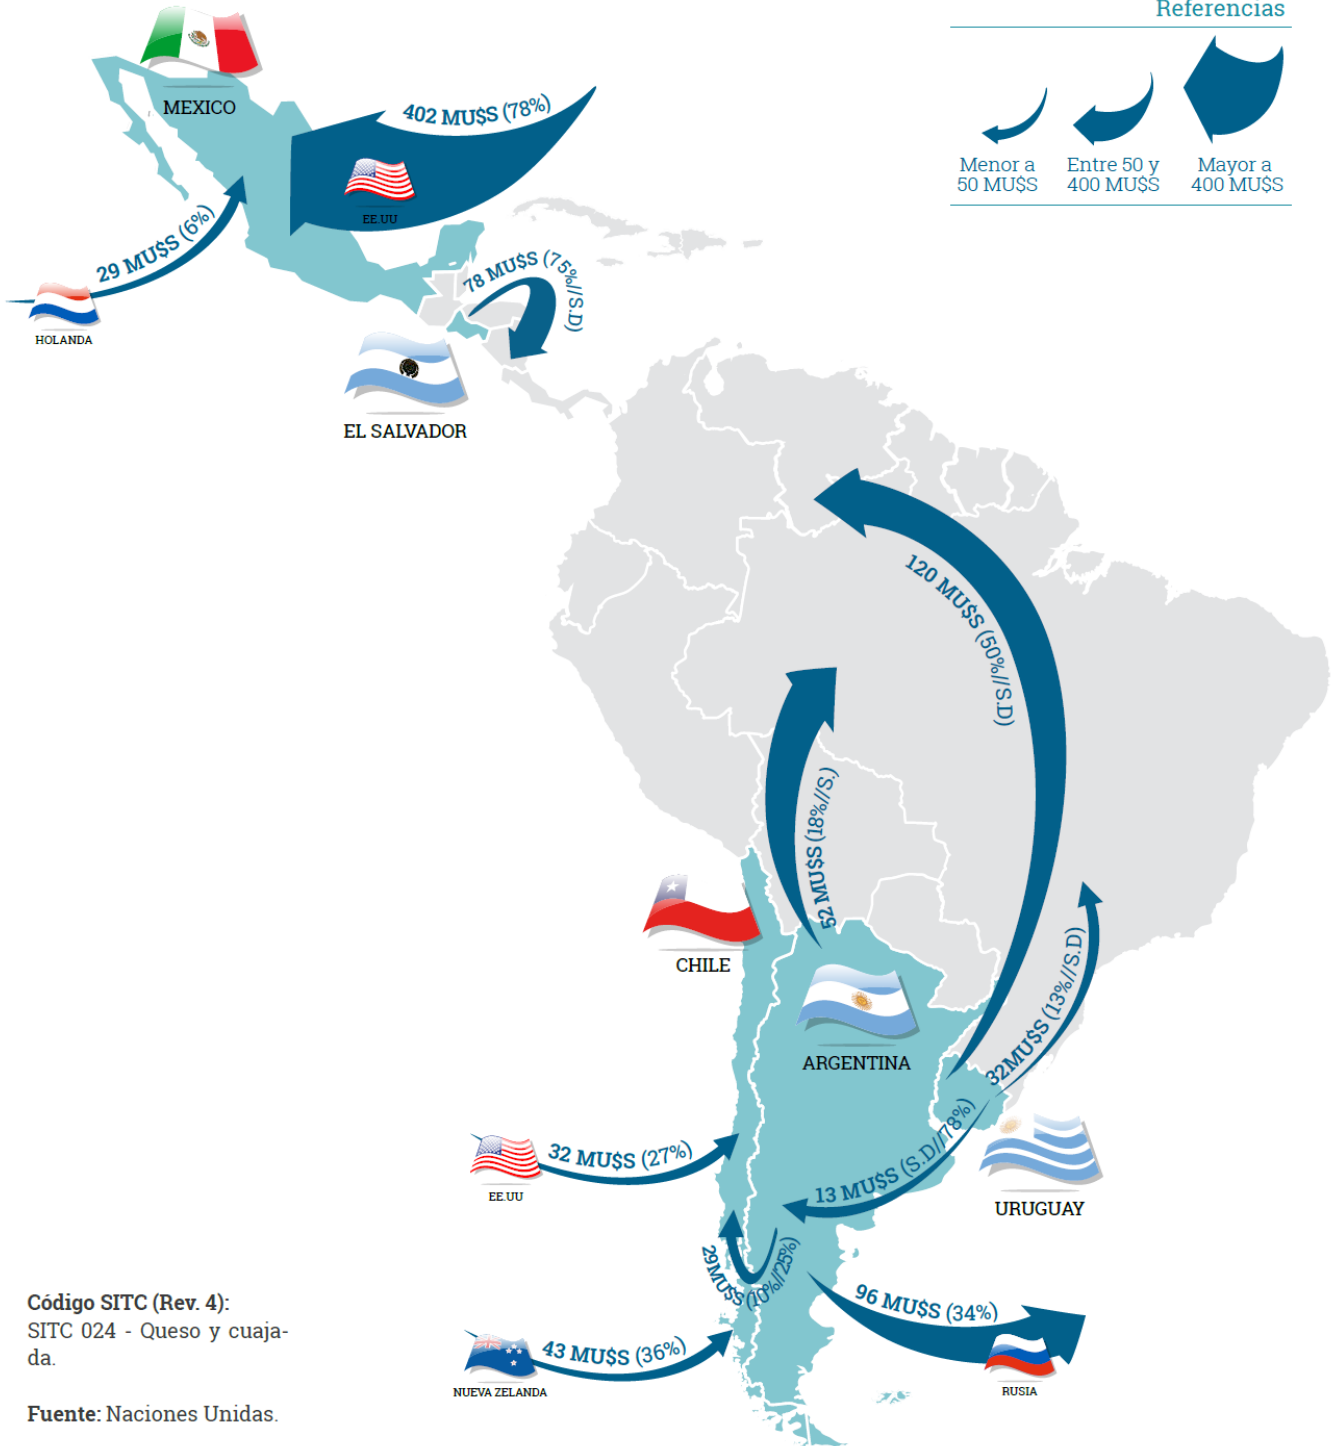 Referencias
Menor a
50 MU$S
Entre 50 y
400 MU$S
Mayor a
400 MU$S
MEXICO
402 MU$S (78%)
EE.UU
29 MU$S (6%)
HOLANDA
78 MU$S (75%//S.D)
EL SALVADOR
120 MU$S (50%//S.D)
52 MU$S (18%//S.)
CHILE
ARGENTINA
32MU$S (13%//S.D)
13 MU$S (S.D//78%)
URUGUAY
32 MU$S (27%)
EE.UU
29MU$S (10%//25%)
96 MU$S (34%)
RUSIA
43 MU$S (36%)
NUEVA ZELANDA
Código SITC (Rev. 4):
SITC 024 - Queso y cuaja-
da.
Fuente: Naciones Unidas.